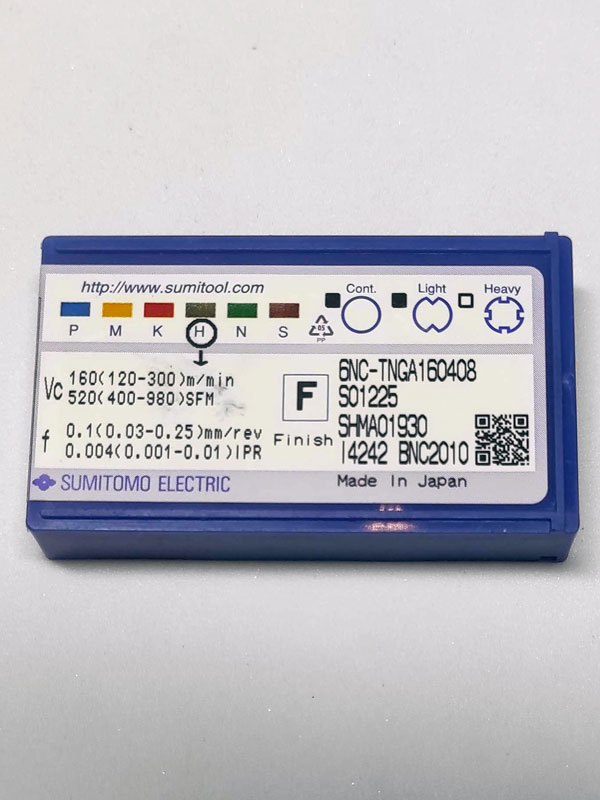 http://www.sumitool.com
Cont. Light Heavy
P M K H N S
05
PP
Vc 160(120-300)m/min
520(400-980)SFM
f 0.1(0.03-0.25)mm/rev
0.004(0.001-0.01)IPR
F
Finish
6NC-TNGA160408
S01225
SHMA01930
I4242 BNC2010
Made In Japan
SUMITOMO ELECTRIC